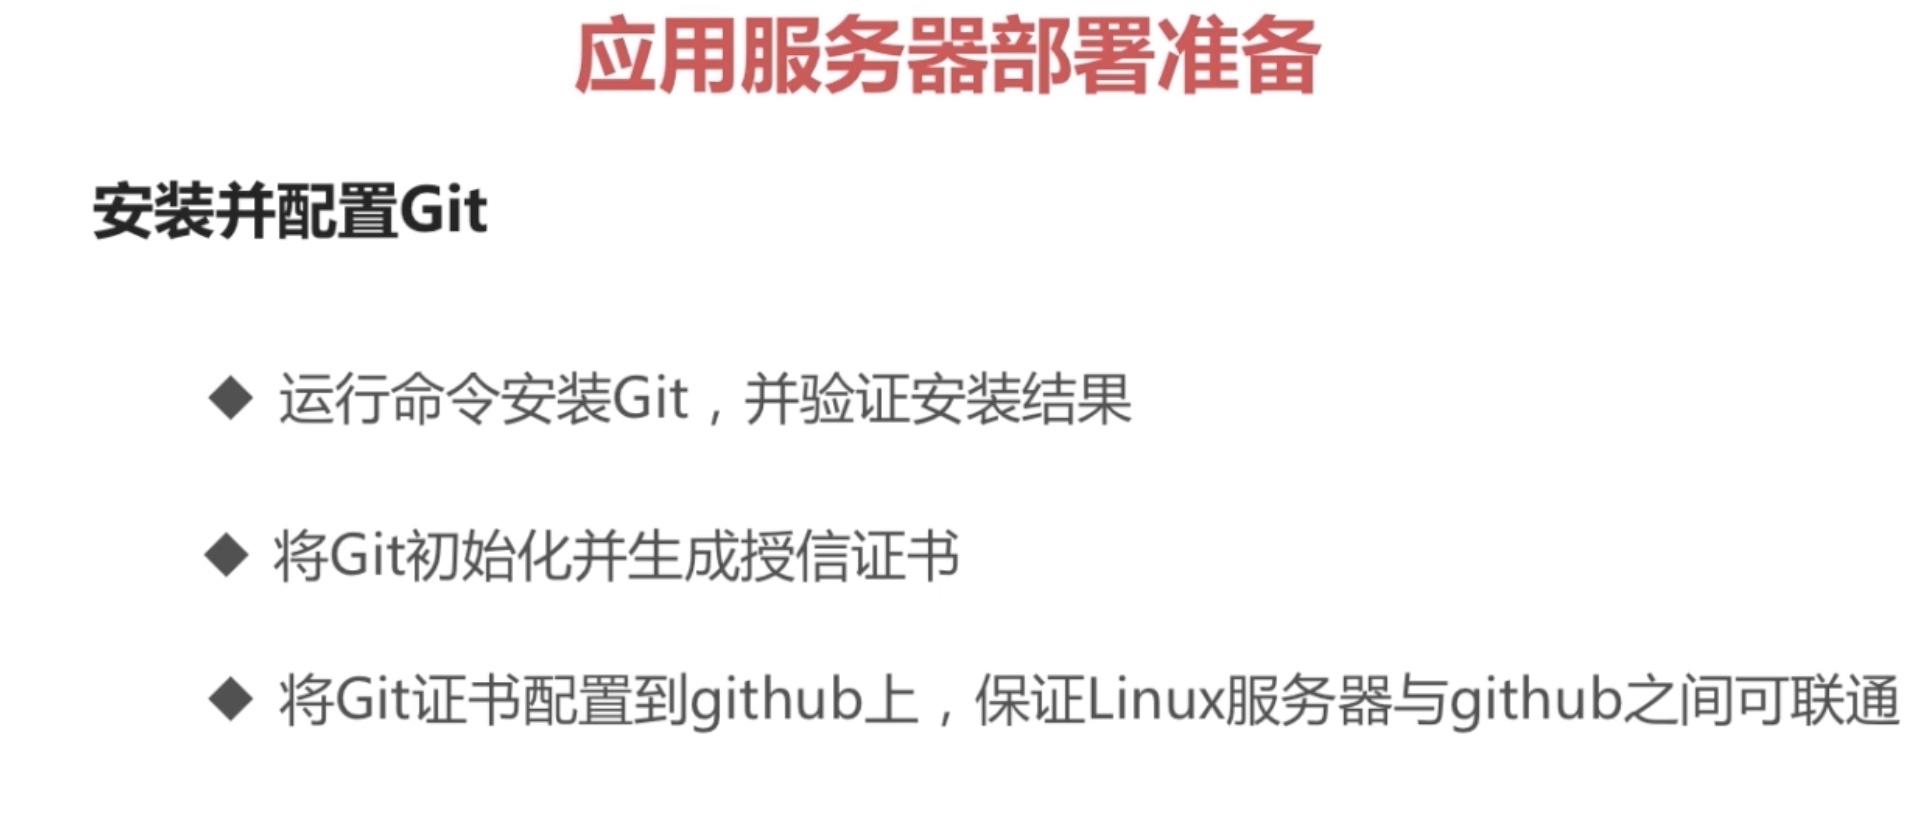 应用服务器部署准备
安装并配置Git
◆ 运行命令安装Git，并验证安装结果
◆ 将Git初始化并生成授信证书
◆ 将Git证书配置到github上，保证Linux服务器与github之间可联通